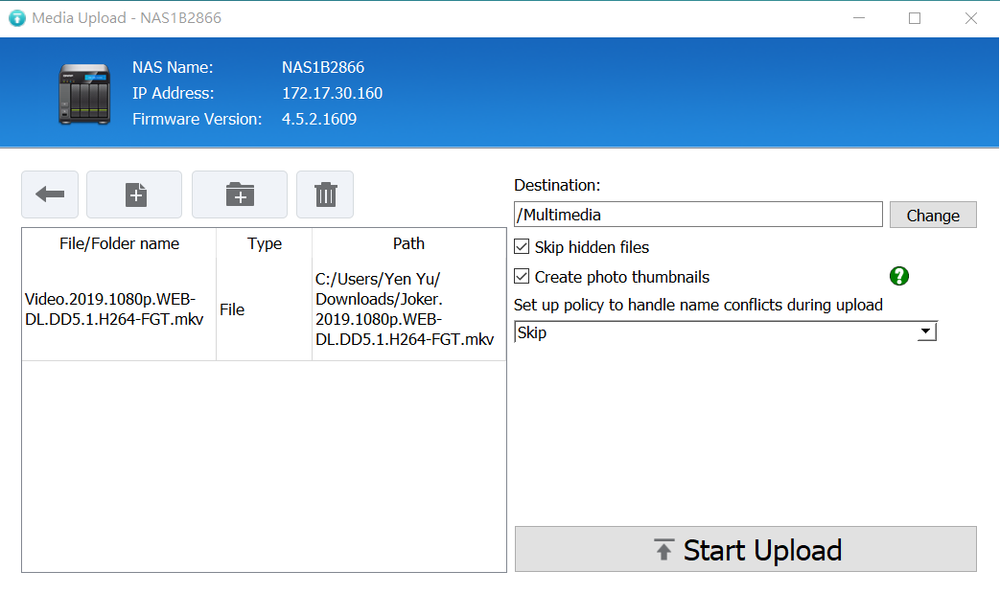 Media Upload - NAS1B2866
NAS Name: NAS1B2866
IP Address: 172.17.30.160
Firmware Version: 4.5.2.1609
File/Folder name Type Path
Video.2019.1080p.WEB-
DL.DD5.1.H264-FGT.mkv
File
C:/Users/Yen Yu/
Downloads/Joker.
2019.1080p.WEB-
DL.DD5.1.H264-FGT.mkv
Destination:
/Multimedia
Change
Skip hidden files
Create photo thumbnails
?
Set up policy to handle name conflicts during upload
Skip
Start Upload